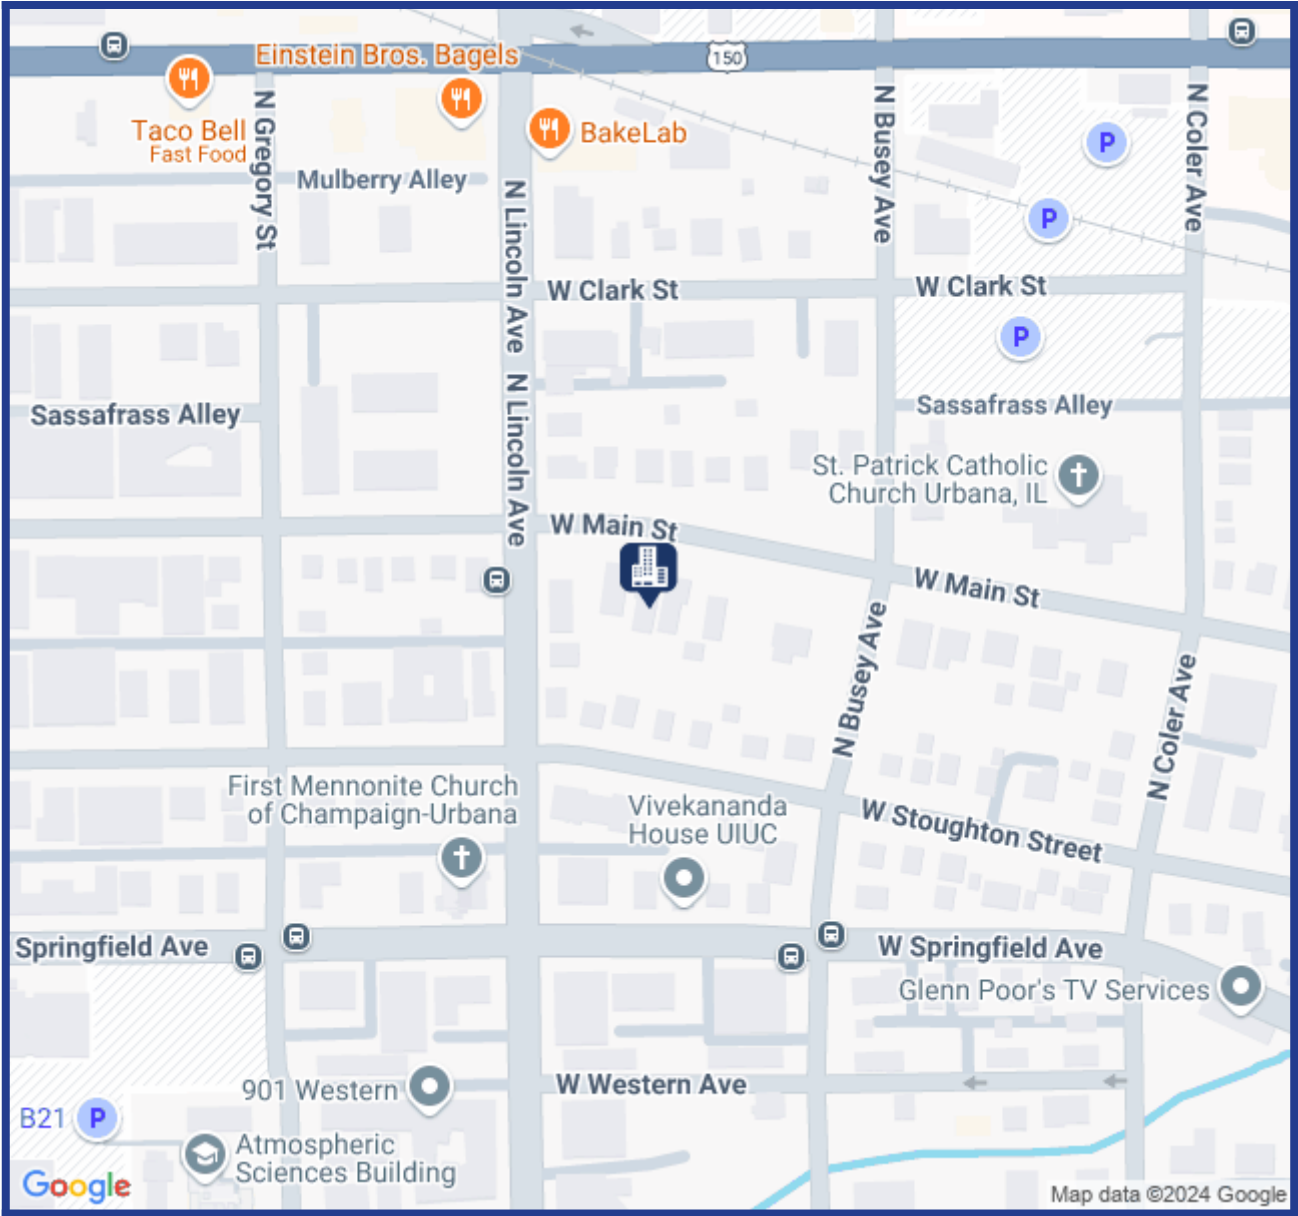 Einstein Bros. Bagels
150
Taco Bell
Fast Food
BakeLab
N Gregory St
N Busey Ave
N Coler Ave
P
Mulberry Alley
N Lincoln Ave
P
W Clark St
W Clark St
P
N Lincoln Ave
Sassafrass Alley
Sassafrass Alley
St. Patrick Catholic
Church Urbana, IL
W Main St
W Main St
N Busey Ave
N Coler Ave
First Mennonite Church
of Champaign-Urbana
Vivekananda
House UIUC
W Stoughton Street
Springfield Ave
W Springfield Ave
Glenn Poor's TV Services
901 Western
W Western Ave
B21
P
Atmospheric
Sciences Building
Google
Map data ©2024 Google